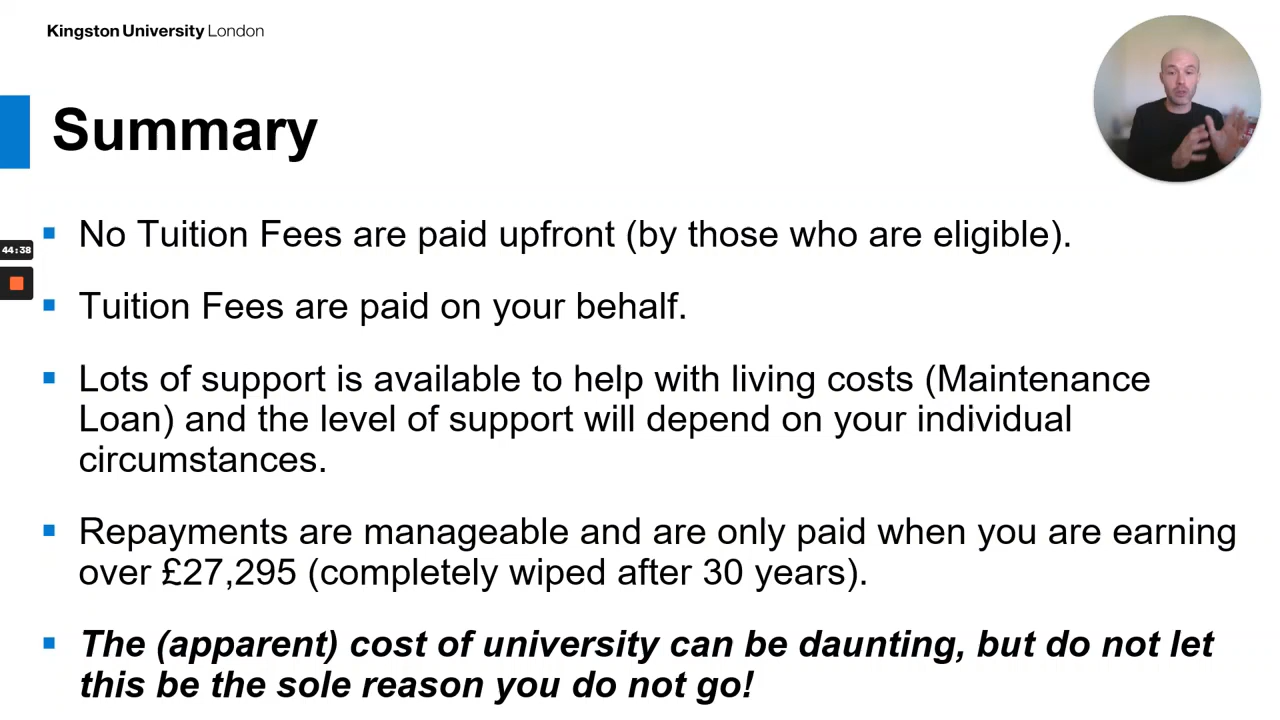 Kingston University London
Summary
▪ No Tuition Fees are paid upfront (by those who are eligible).
44:38
▪ Tuition Fees are paid on your behalf.
▪ Lots of support is available to help with living costs (Maintenance
Loan) and the level of support will depend on your individual
circumstances.
▪ Repayments are manageable and are only paid when you are earning
over £27,295 (completely wiped after 30 years).
▪ The (apparent) cost of university can be daunting, but do not let
this be the sole reason you do not go!